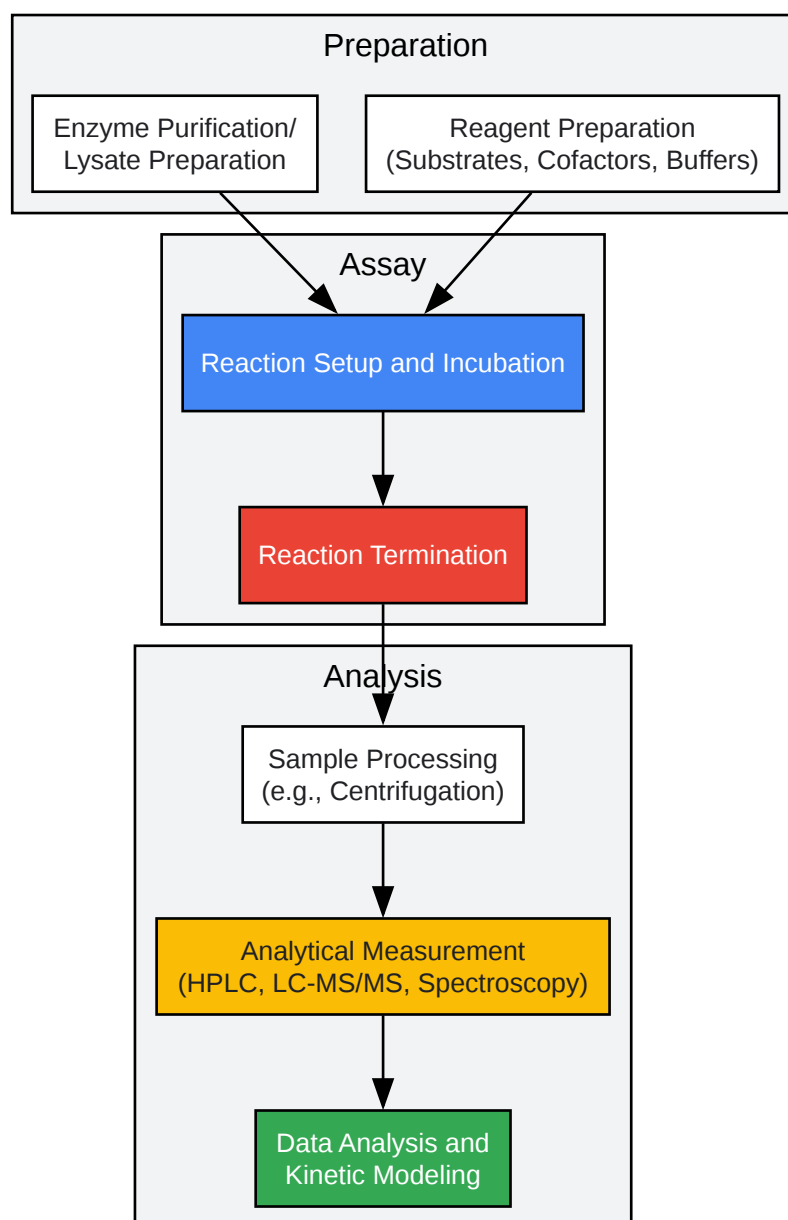 Preparation
Enzyme Purification/
Lysate Preparation
Reagent Preparation
(Substrates, Cofactors, Buffers)
Assay
Reaction Setup and Incubation
Reaction Termination
Analysis
Sample Processing
(e.g., Centrifugation)
Analytical Measurement
(HPLC, LC-MS/MS, Spectroscopy)
Data Analysis and
Kinetic Modeling